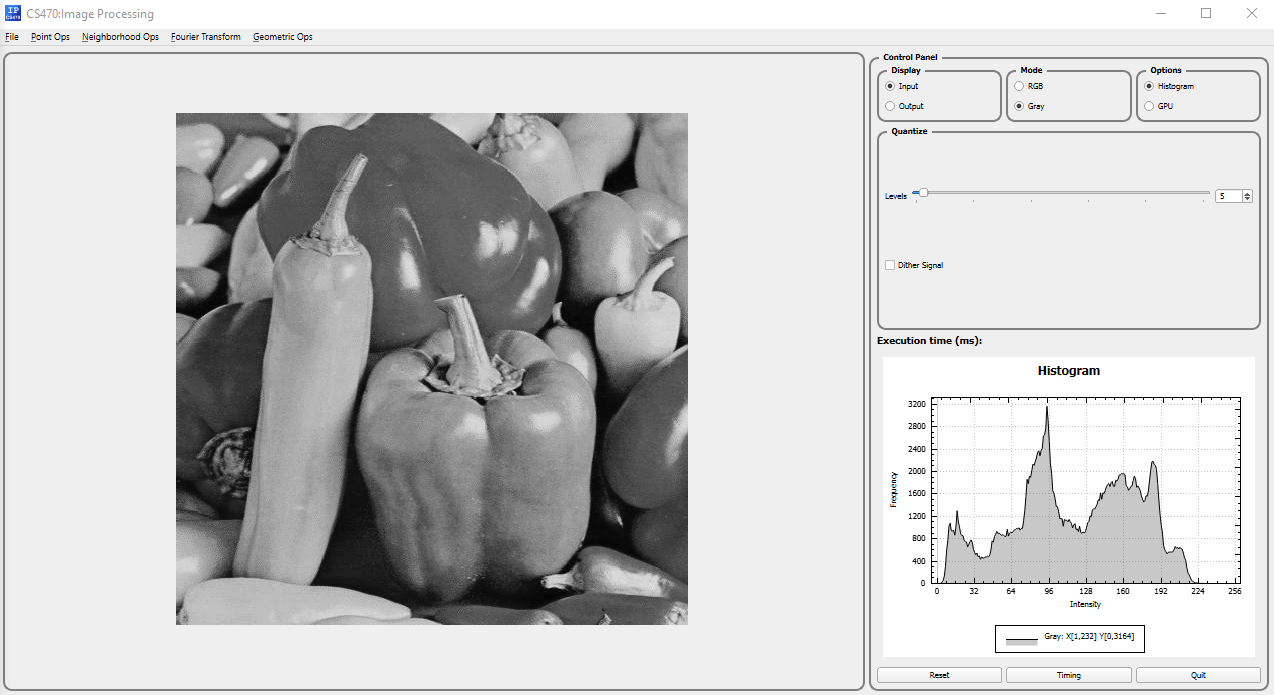 IP CS470 CS470:Image Processing
File Point Ops Neighborhood Ops Fourier Transform Geometric Ops
Control Panel
Display Mode Options
Input RGB Histogram
Output Gray GPU
Quantize
Levels 5
Dither Signal
Execution time (ms):
Histogram
3200
2800
2400
2000
1600
1200
800
400
0
Frequency
0 32 64 96 128 160 192 224 256
Intensity
Gray: X[1,232] Y[0,3164]
Reset Timing Quit